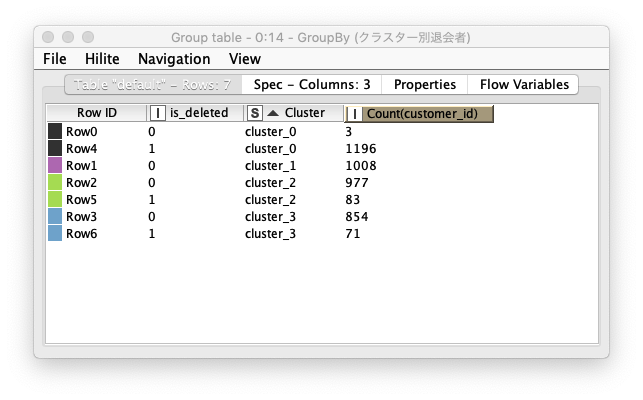 Group table - 0:14 - GroupBy (クラスター別退会者)
File Hilite Navigation View
Table "default" - Rows: 7 Spec - Columns: 3 Properties Flow Variables
Row ID I is_deleted S Cluster I Count(customer_id)
Row0 0 cluster_0 3
Row4 1 cluster_0 1196
Row1 0 cluster_1 1008
Row2 0 cluster_2 977
Row5 1 cluster_2 83
Row3 0 cluster_3 854
Row6 1 cluster_3 71